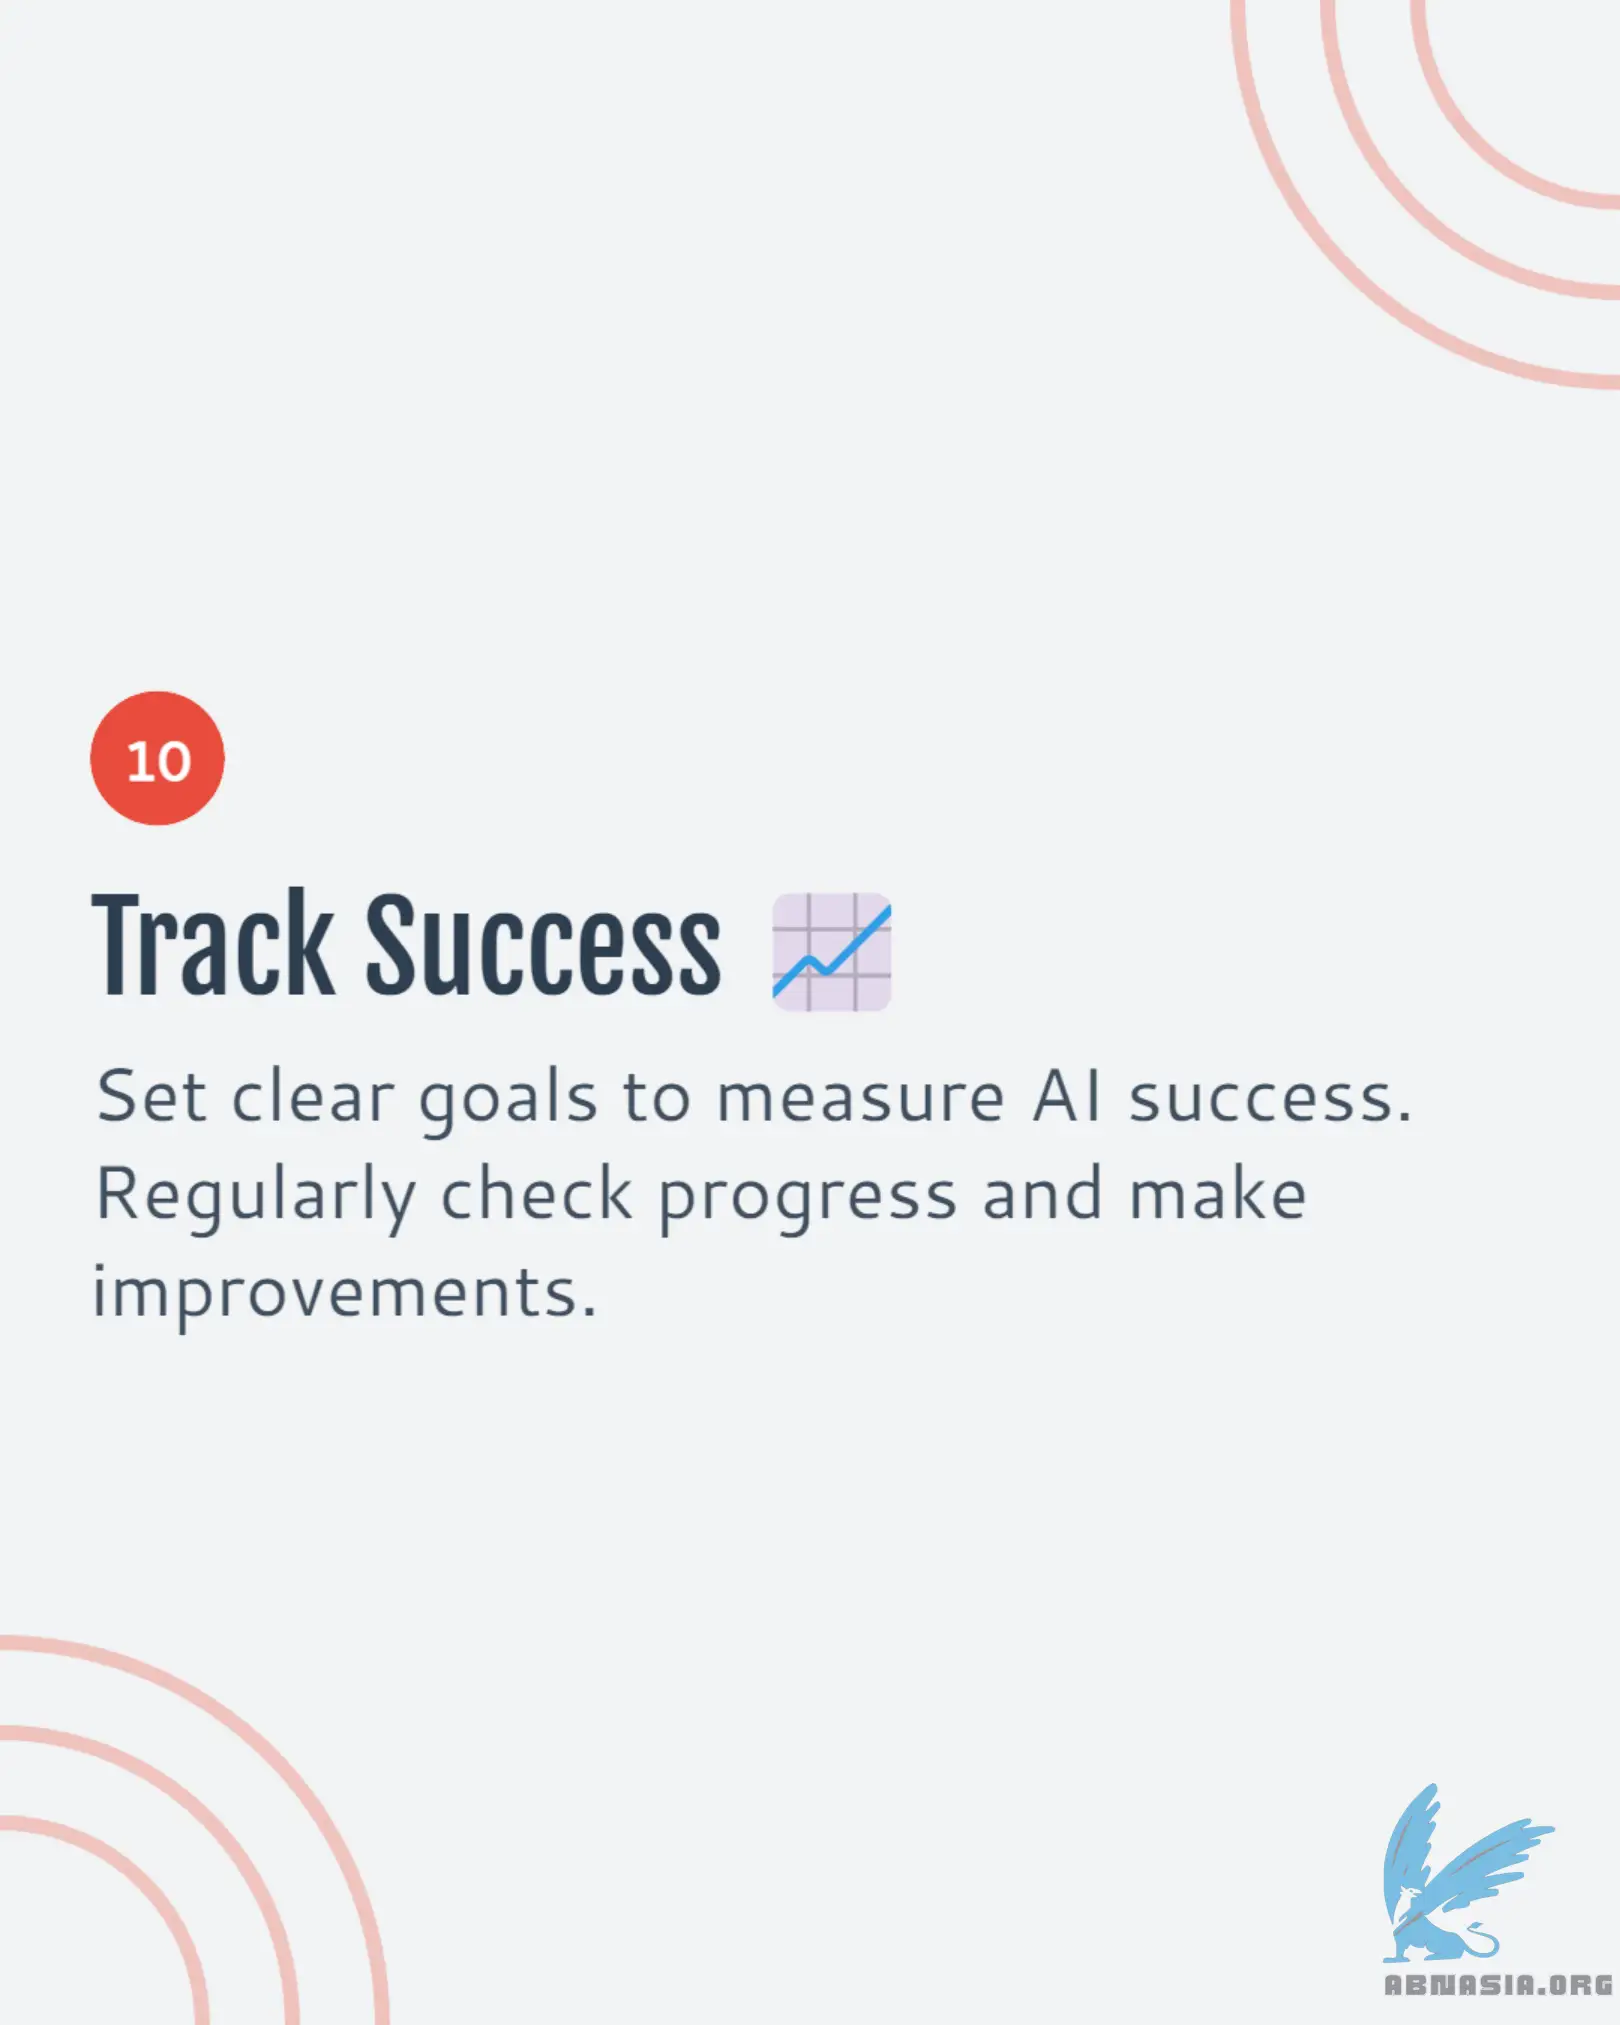 10
Track Success
Set clear goals to measure AI success.
Regularly check progress and make
improvements.
ABNASIA.ORG